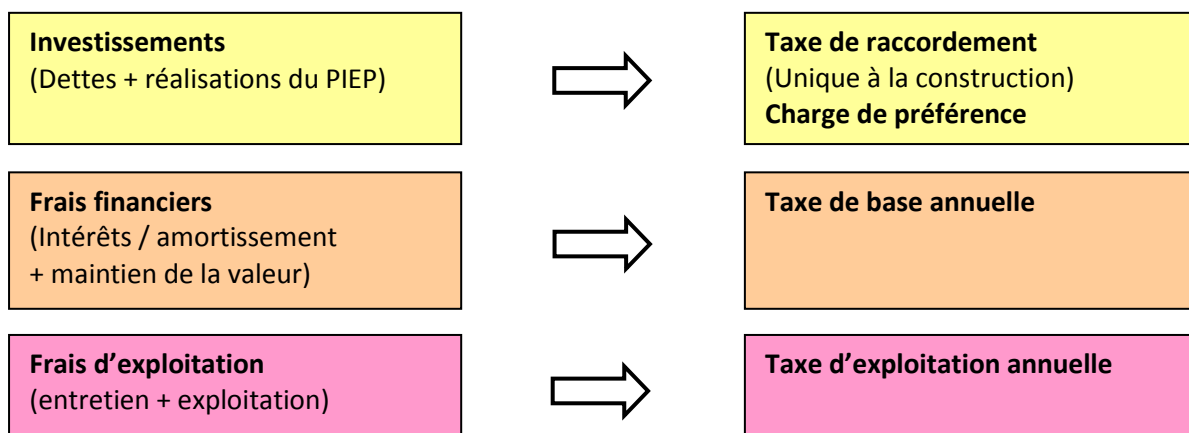 Investissements
(Dettes + réalisations du PIEP)
Taxe de raccordement
(Unique à la construction)
Charge de préférence
Frais financiers
(Intérêts / amortissement
+ maintien de la valeur)
Taxe de base annuelle
Frais d’exploitation
(entretien + exploitation)
Taxe d’exploitation annuelle